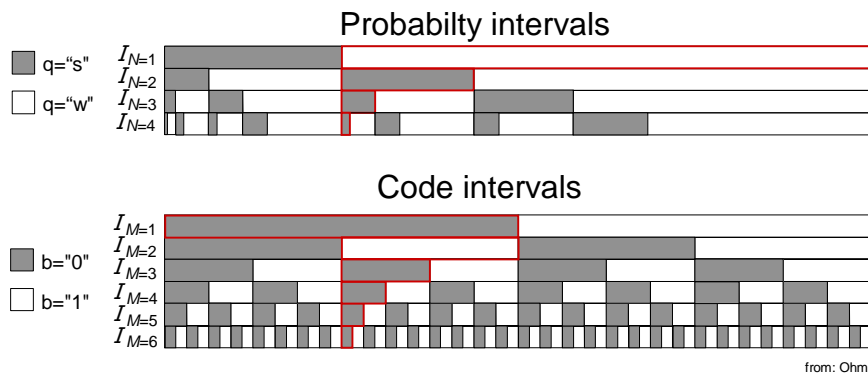 Probabilty intervals
q="s"
q="w"
I_N=1
I_N=2
I_N=3
I_N=4
Code intervals
b="0"
b="1"
I_M=1
I_M=2
I_M=3
I_M=4
I_M=5
I_M=6
from: Ohm